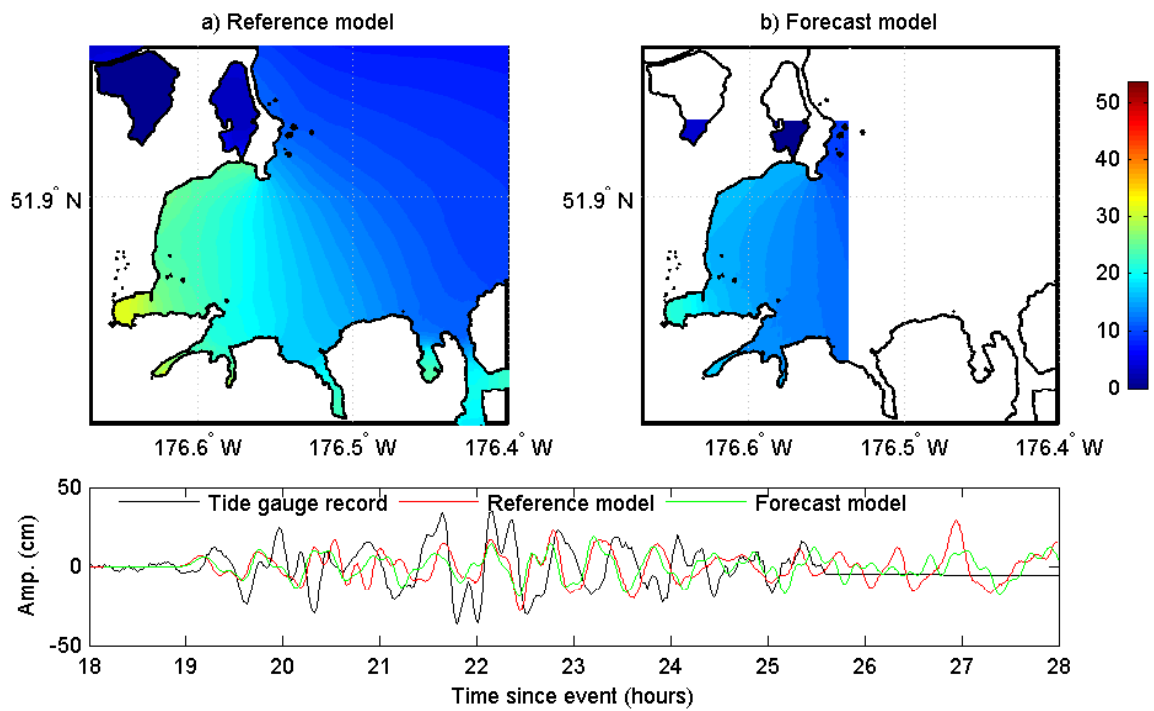 a) Reference model
b) Forecast model
51.9° N
51.9° N
50
40
30
20
10
0
176.6° W
176.5° W
176.4° W
176.6° W
176.5° W
176.4° W
50
0
-50
Amp. (cm)
Tide gauge record
Reference model
Forecast model
18
19
20
21
22
23
24
25
26
27
28
Time since event (hours)